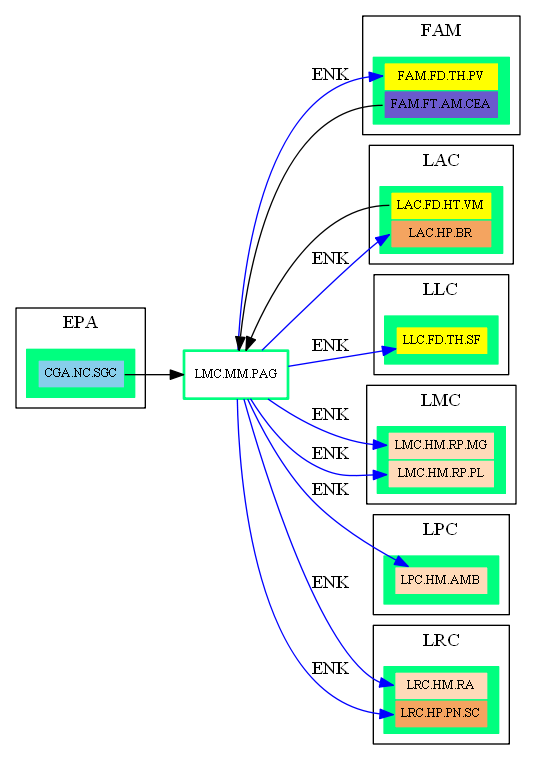 FAM
ENK
FAM.FD.TH.PV
FAM.FT.AM.CEA
LAC
LAC.FD.HT.VM
LAC.HP.BR
ENK
LLC
EPA
ENK
LLC.FD.TH.SF
CGA.NC.SGC
LMC.MM.PAG
LMC
ENK
LMC.HM.RP.MG
ENK
LMC.HM.RP.PL
ENK
LPC
ENK
LPC.HM.AMB
LRC
ENK
LRC.HM.RA
LRC.HP.PN.SC